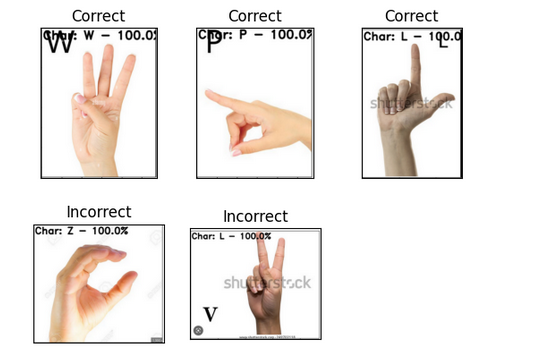 Correct
Correct
Correct
W
Char: W - 100.0%
P
Char: P - 100.0%
L
Char: L - 100.0
shutterstock
Incorrect
Incorrect
Char: Z - 100.0%
Char: L - 100.0%
shutterstock
V